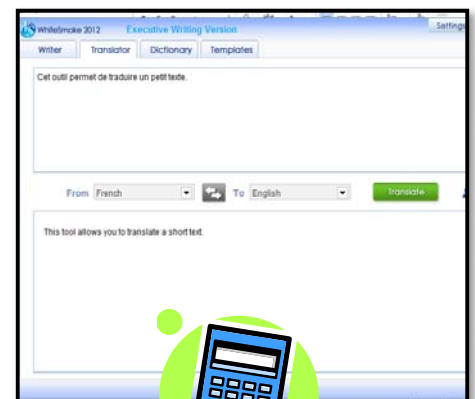 WhiteSmoke 2012 Executive Writing Version Settings
Writer Translator Dictionary Templates
Cet outil permet de traduire un petit texte.
From French To English Translate
This tool allows you to translate a short text.